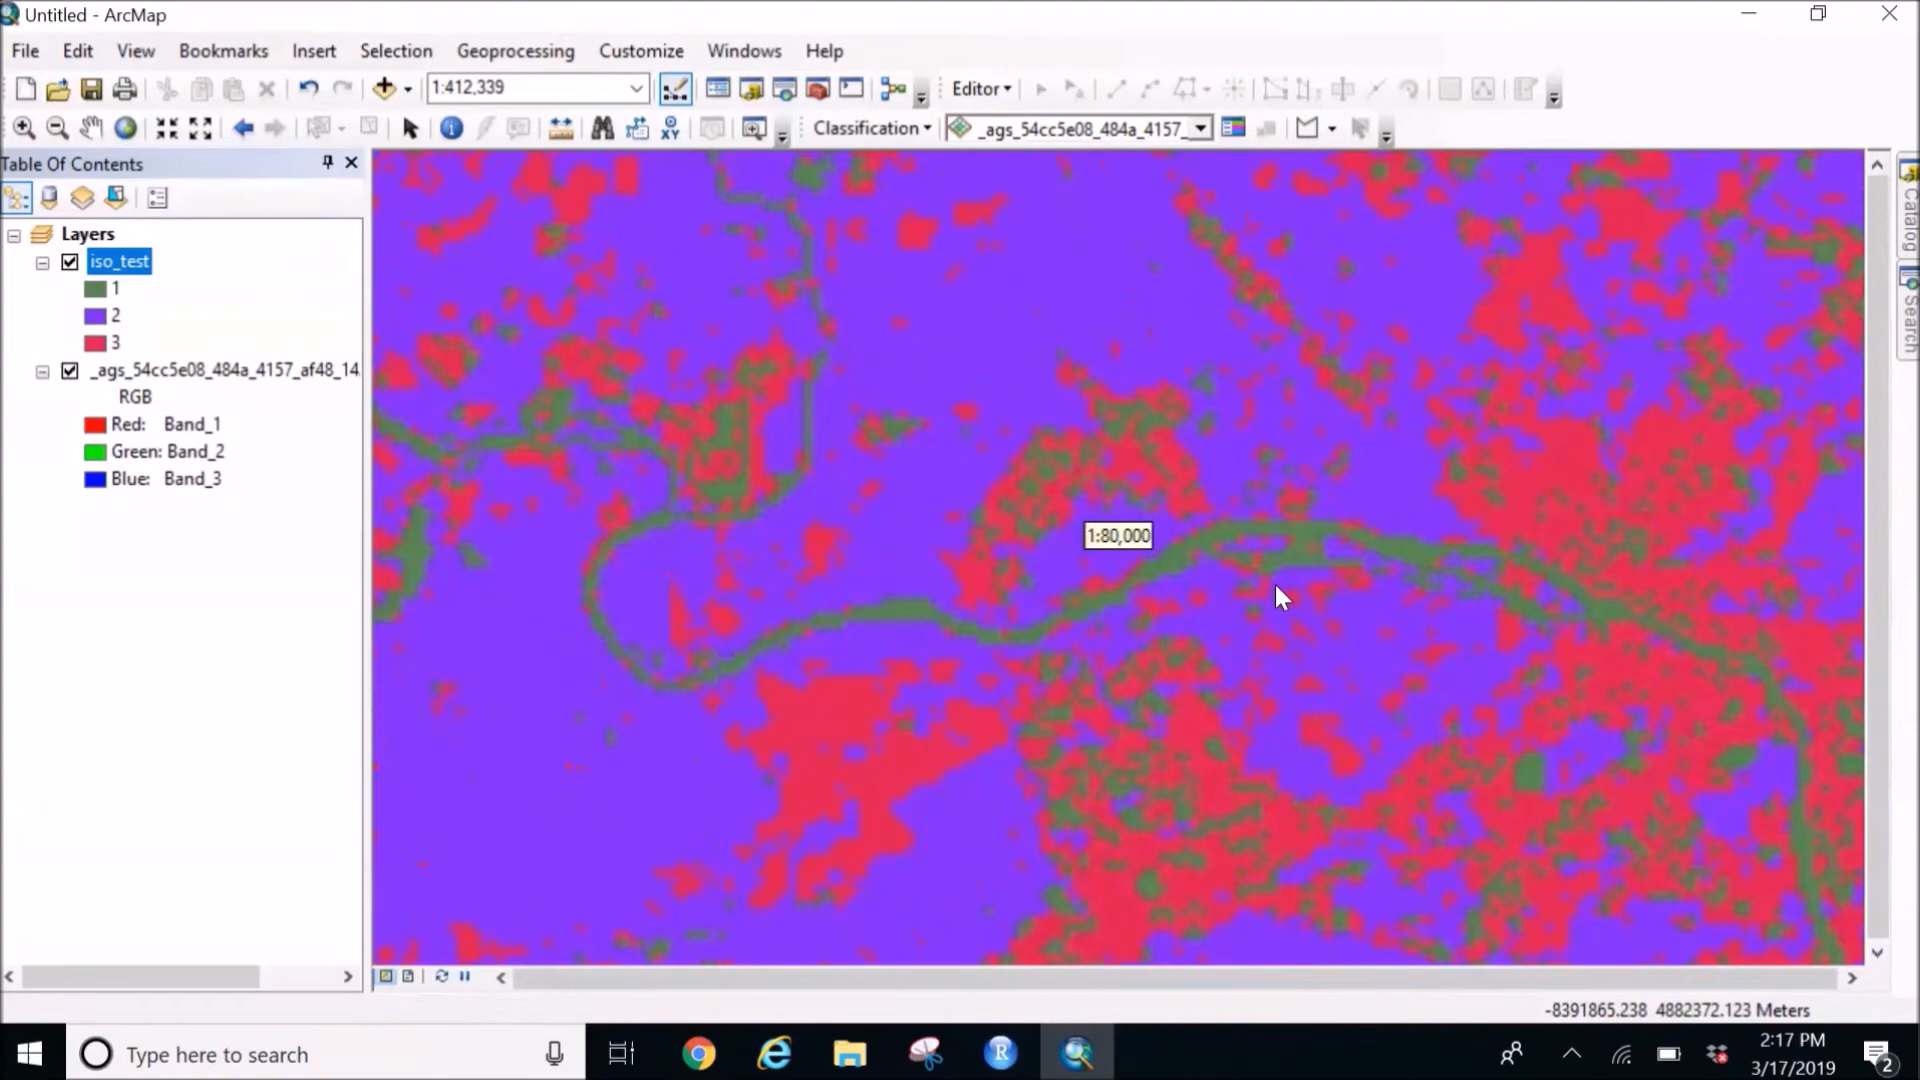 Untitled - ArcMap
File Edit View Bookmarks Insert Selection Geoprocessing Customize Windows Help
1:412,339
Editor
XY
Classification
_ags_54cc5e08_484a_4157_
Table Of Contents
Layers
iso_test
1
2
3
_ags_54cc5e08_484a_4157_af48_14
RGB
Red: Band_1
Green: Band_2
Blue: Band_3
1:80,000
Catalog
Search
-8391865.238 4882372.123 Meters
Type here to search
R
2:17 PM
3/17/2019
2